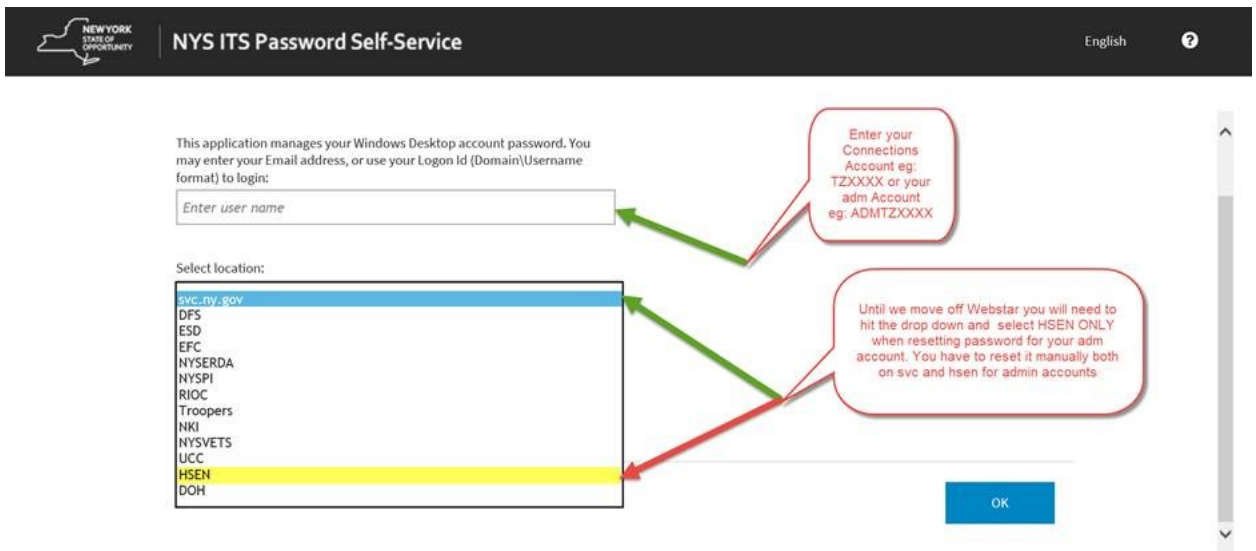 NEW YORK
STATE OF
OPPORTUNITY
NYS ITS Password Self-Service
English
?
This application manages your Windows Desktop account password. You
may enter your Email address, or use your Logon Id (Domain\Username
format) to login:
Enter user name
Enter your
Connections
Account eg:
TZXXXX or your
adm Account
eg: ADMTZXXXX
Select location:
svc.ny.gov
DFS
ESD
EFC
NYSERDA
NYSPI
RIOC
Troopers
NKI
NYSVETS
UCC
HSEN
DOH
Until we move off Webstar you will need to
hit the drop down and select HSEN ONLY
when resetting password for your adm
account. You have to reset it manually both
on svc and hsen for admin accounts
OK